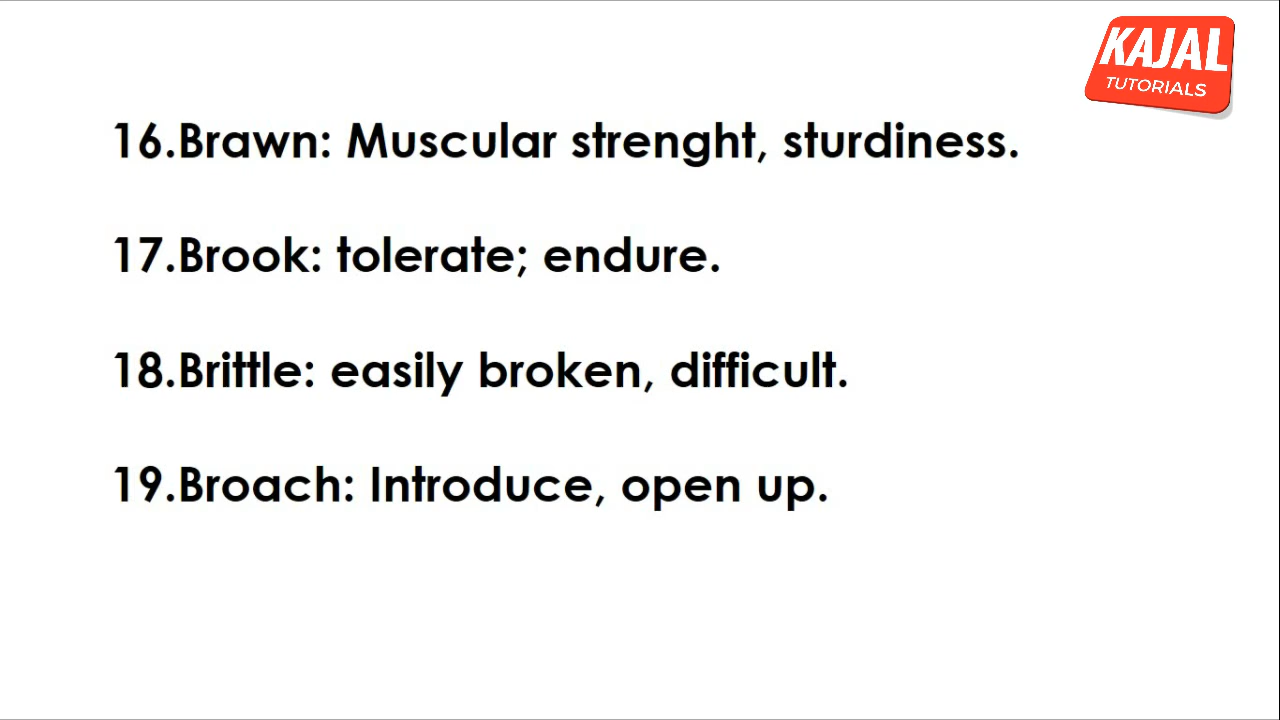 KAJAL
TUTORIALS
16.Brawn: Muscular strenght, sturdiness.
17.Brook: tolerate; endure.
18.Brittle: easily broken, difficult.
19.Broach: Introduce, open up.